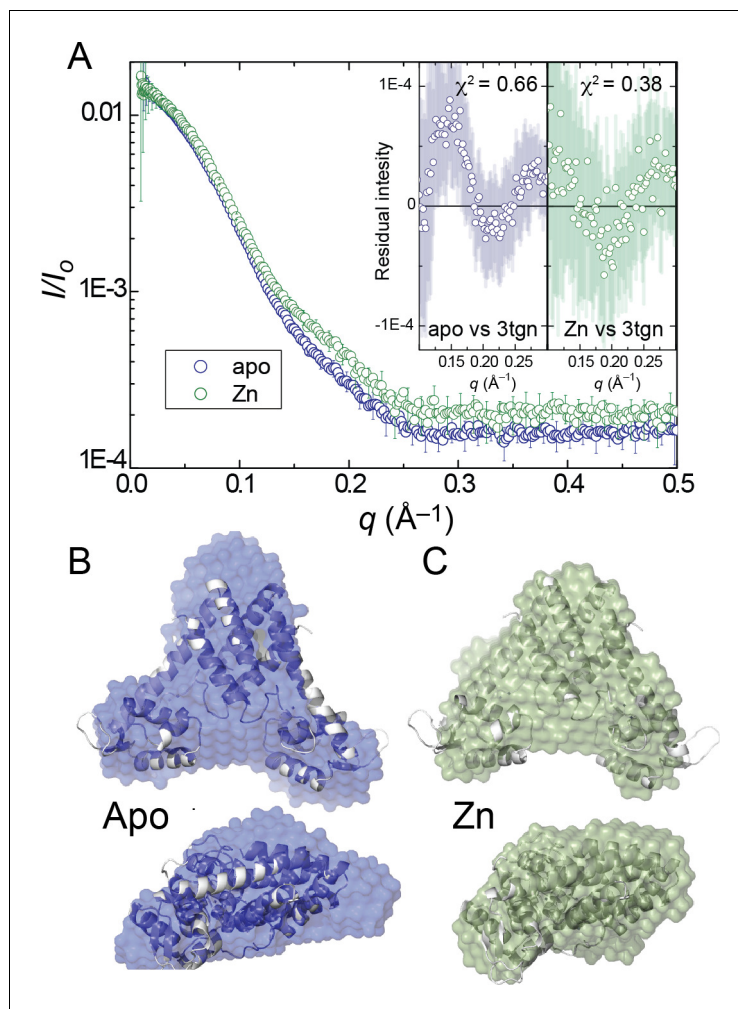 A
0.01
1E-3
1E-4
I/Io
0.0 0.1 0.2 0.3 0.4 0.5
q (Å–1)
apo
Zn
1E-4
0
-1E-4
Residual intesity
χ2 = 0.66
χ2 = 0.38
apo vs 3tgn
Zn vs 3tgn
0.15 0.20 0.25
0.15 0.20 0.25
q (Å–1)
q (Å–1)
B
C
Apo
Zn